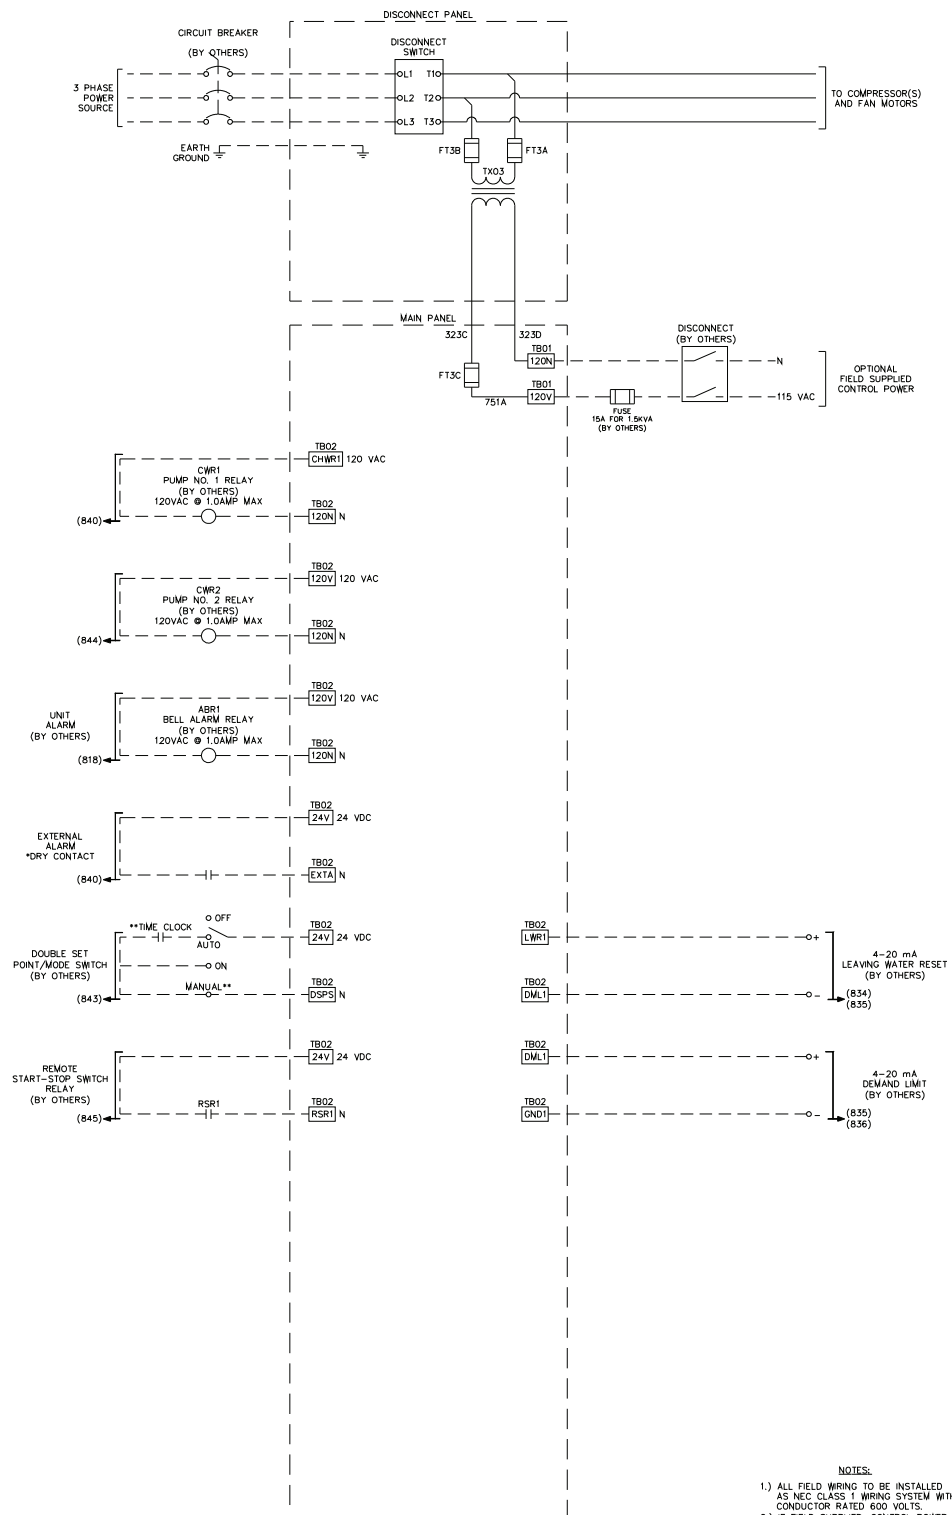 DISCONNECT PANEL
CIRCUIT BREAKER
(BY OTHERS)
DISCONNECT
SWITCH
3 PHASE
POWER
SOURCE
L1 T1
L2 T2
L3 T3
TO COMPRESSOR(S)
AND FAN MOTORS
EARTH
GROUND
FT3B
FT3A
TX03
MAIN PANEL
323C
323D
DISCONNECT
(BY OTHERS)
TB01
120N
N
FT3C
TB01
120V
751A
115 VAC
FUSE
15A FOR 1.5KVA
(BY OTHERS)
OPTIONAL
FIELD SUPPLIED
CONTROL POWER
TB02
CHWR1 120 VAC
CWR1
PUMP NO. 1 RELAY
(BY OTHERS)
120VAC @ 1.0AMP MAX
(840)
TB02
120N N
TB02
120V 120 VAC
CWR2
PUMP NO. 2 RELAY
(BY OTHERS)
120VAC @ 1.0AMP MAX
(844)
TB02
120N N
TB02
120V 120 VAC
UNIT
ALARM
(BY OTHERS)
ABR1
BELL ALARM RELAY
(BY OTHERS)
120VAC @ 1.0AMP MAX
(818)
TB02
120N N
TB02
24V 24 VDC
EXTERNAL
ALARM
*DRY CONTACT
(840)
TB02
EXTA N
OFF
**TIME CLOCK
AUTO
TB02
24V 24 VDC
DOUBLE SET
POINT/MODE SWITCH
(BY OTHERS)
ON
MANUAL**
(843)
TB02
DSPS N
TB02
LWR1
+
4-20 mA
LEAVING WATER RESET
(BY OTHERS)
TB02
DML1
-
(834)
(835)
TB02
24V 24 VDC
REMOTE
START-STOP SWITCH
RELAY
(BY OTHERS)
RSR1
(845)
TB02
RSR1 N
TB02
DML1
+
4-20 mA
DEMAND LIMIT
(BY OTHERS)
TB02
GND1
-
(835)
(836)
NOTES:
1.) ALL FIELD WIRING TO BE INSTALLED
AS NEC CLASS 1 WIRING SYSTEM WITH
CONDUCTOR RATED 600 VOLTS.